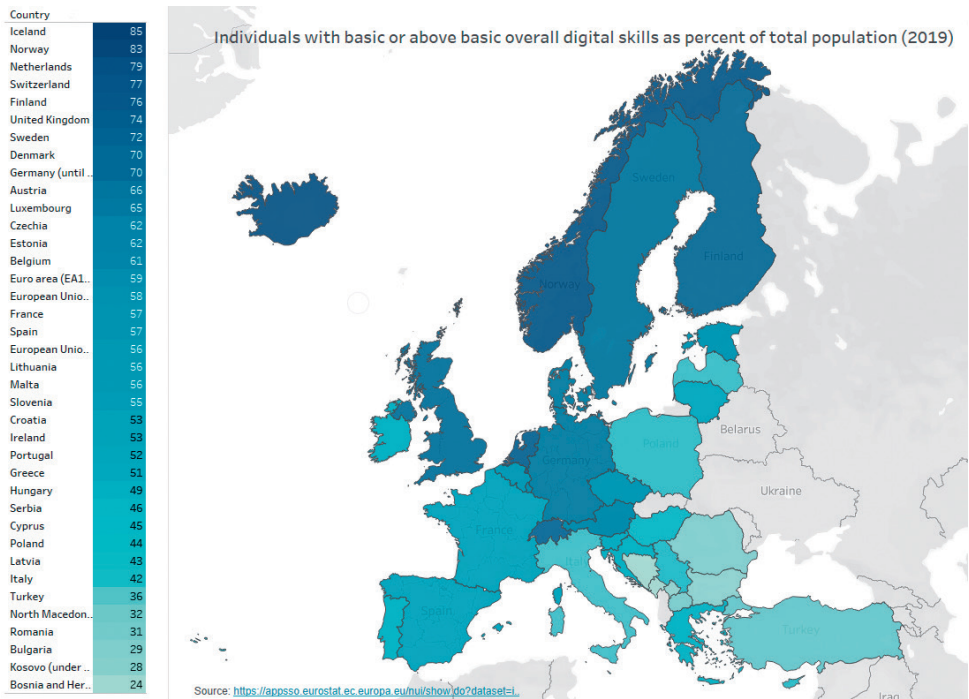 Country
Iceland 85
Norway 83
Netherlands 79
Switzerland 77
Finland 76
United Kingdom 74
Sweden 72
Denmark 70
Germany (until .. 70
Austria 66
Luxembourg 65
Czechia 62
Estonia 62
Belgium 61
Euro area (EA1.. 59
European Unio.. 58
France 57
Spain 57
European Unio.. 56
Lithuania 56
Malta 56
Slovenia 55
Croatia 53
Ireland 53
Portugal 52
Greece 51
Hungary 49
Serbia 46
Cyprus 45
Poland 44
Latvia 43
Italy 42
Turkey 36
North Macedon.. 32
Romania 31
Bulgaria 29
Kosovo (under .. 28
Bosnia and Her.. 24
Individuals with basic or above basic overall digital skills as percent of total population (2019)
Sweden
Finland
Norway
Belarus
Poland
Germany
Ukraine
France
Italy
Spain
Turkey
Iraq
Source: https://appsso.eurostat.ec.europa.eu/nui/show.do?dataset=i..